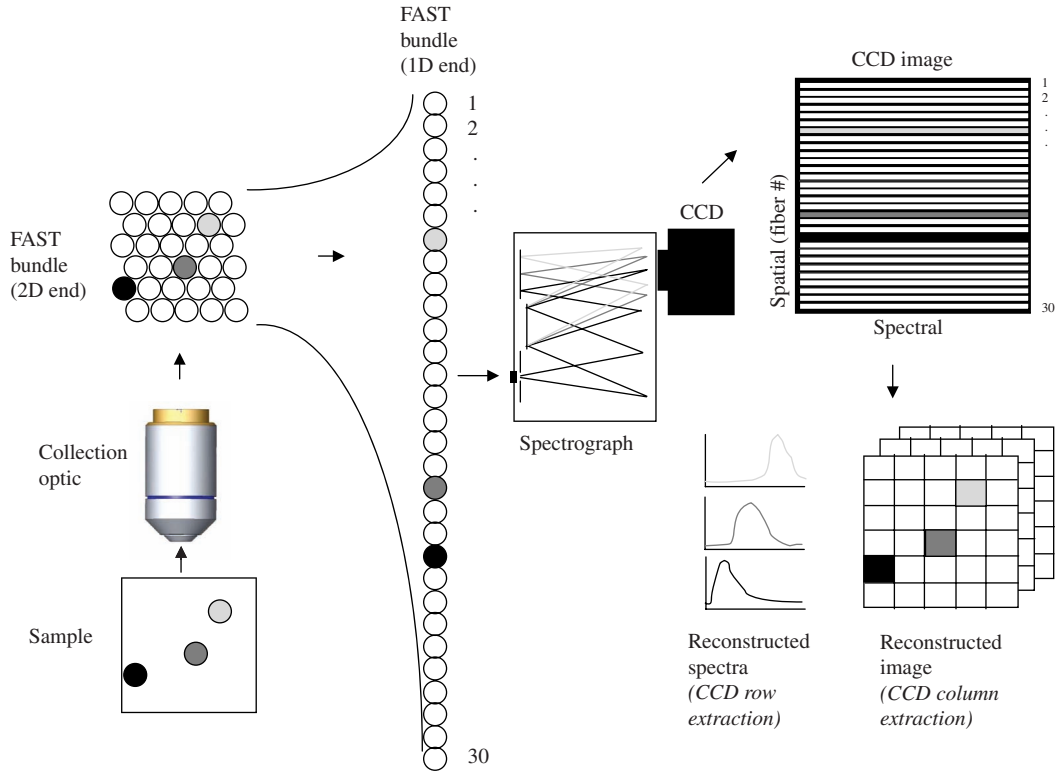 FAST
bundle
(1D end)
1
2
.
.
.
30
FAST
bundle
(2D end)
Collection
optic
Sample
Spectrograph
CCD
CCD image
Spatial (fiber #)
Spectral
1
2
.
.
.
30
Reconstructed
spectra
(CCD row
extraction)
Reconstructed
image
(CCD column
extraction)